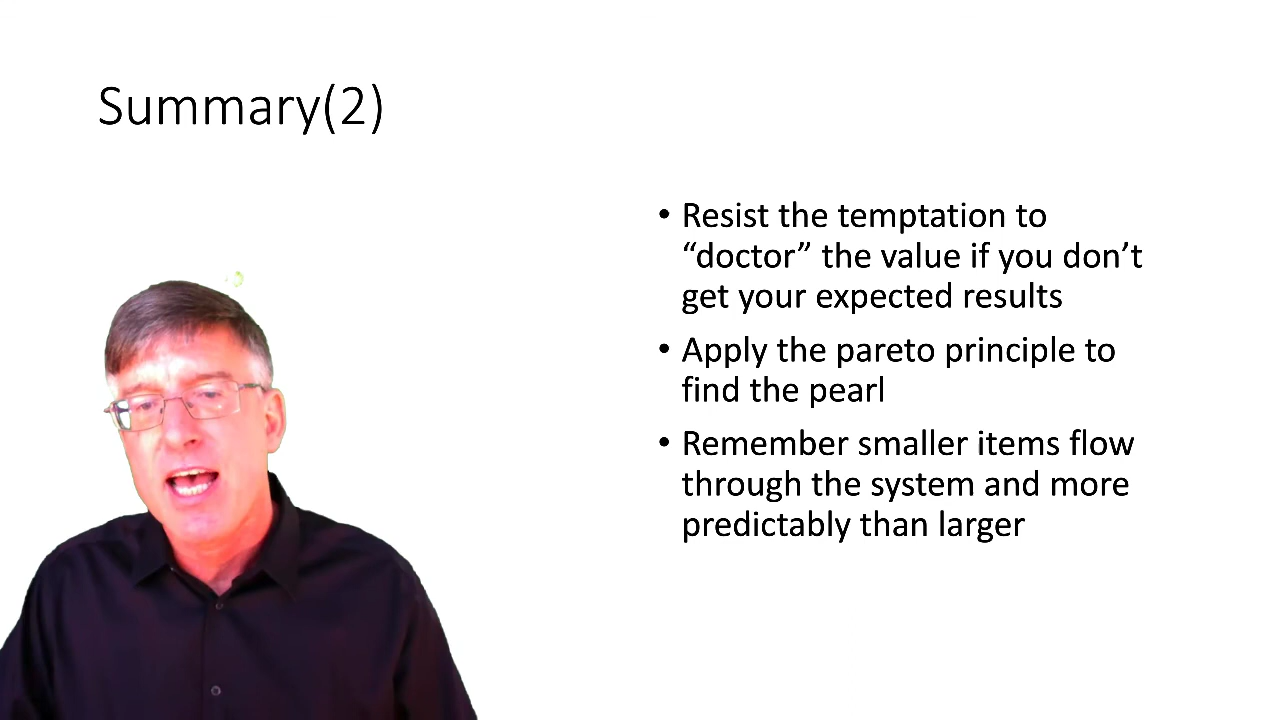 Summary(2)
• Resist the temptation to
“doctor” the value if you don’t
get your expected results
• Apply the pareto principle to
find the pearl
• Remember smaller items flow
through the system and more
predictably than larger